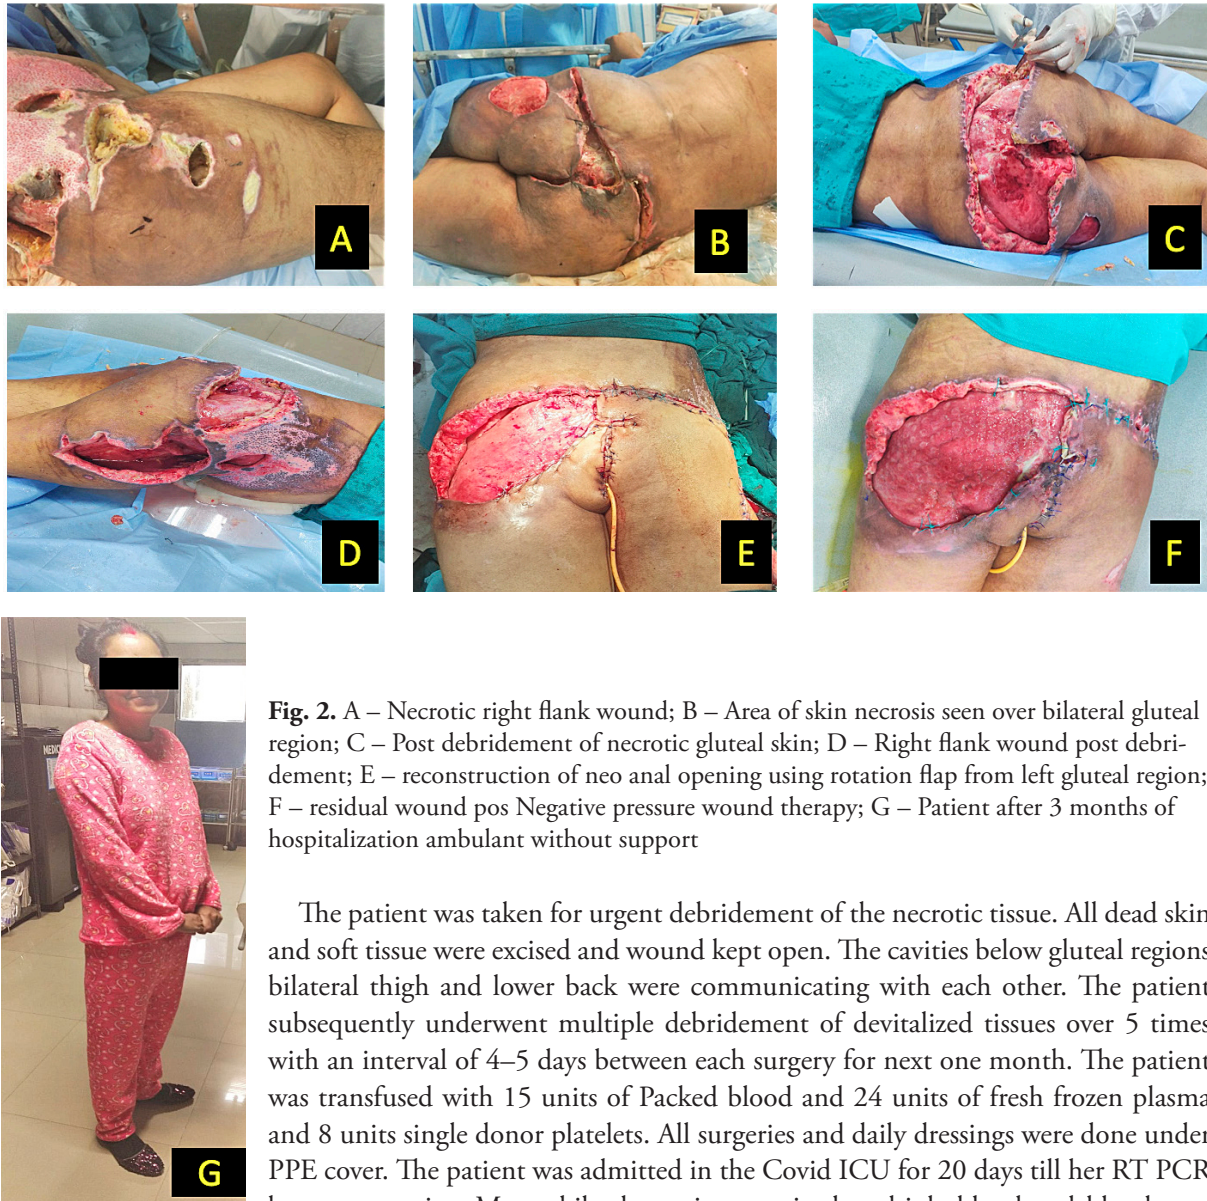 A
B
C
D
E
F
MEDIC
G
Fig. 2. A – Necrotic right flank wound; B – Area of skin necrosis seen over bilateral gluteal
region; C – Post debridement of necrotic gluteal skin; D – Right flank wound post debri-
dement; E – reconstruction of neo anal opening using rotation flap from left gluteal region;
F – residual wound pos Negative pressure wound therapy; G – Patient after 3 months of
hospitalization ambulant without support
The patient was taken for urgent debridement of the necrotic tissue. All dead skin
and soft tissue were excised and wound kept open. The cavities below gluteal regions
bilateral thigh and lower back were communicating with each other. The patient
subsequently underwent multiple debridement of devitalized tissues over 5 times
with an interval of 4–5 days between each surgery for next one month. The patient
was transfused with 15 units of Packed blood and 24 units of fresh frozen plasma
and 8 units single donor platelets. All surgeries and daily dressings were done under
PPE cover. The patient was admitted in the Covid ICU for 20 days till her RT PCR